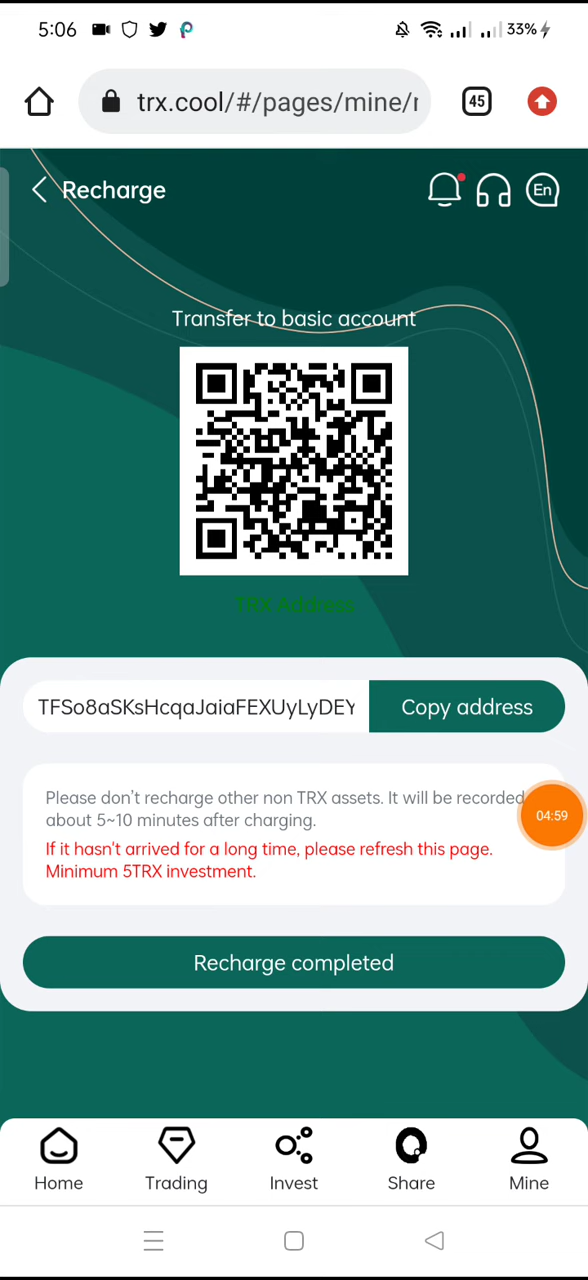 5:06
33%
trx.cool/#/pages/mine/r
45
Recharge
En
Transfer to basic account
TRX Address
TFSo8aSKsHcqaJaiaFEXUyLyDEY
Copy address
Please don't recharge other non TRX assets. It will be recorded
about 5~10 minutes after charging.
04:59
If it hasn't arrived for a long time, please refresh this page.
Minimum 5TRX investment.
Recharge completed
Home
Trading
Invest
Share
Mine